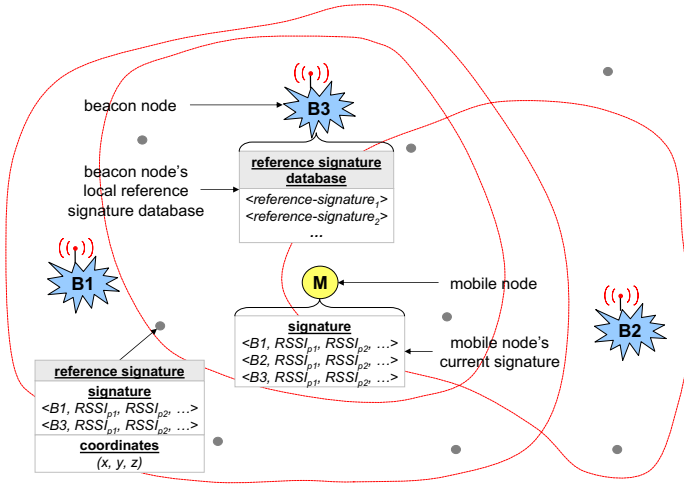 B3
beacon node
reference signature
database
<reference-signature1>
<reference-signature2>
...
beacon node's
local reference
signature database
B1
M
mobile node
signature
<B1, RSSIp1, RSSIp2, ...>
<B2, RSSIp1, RSSIp2, ...>
<B3, RSSIp1, RSSIp2, ...>
mobile node's
current signature
B2
reference signature
signature
<B1, RSSIp1, RSSIp2, ...>
<B3, RSSIp1, RSSIp2, ...>
coordinates
(x, y, z)